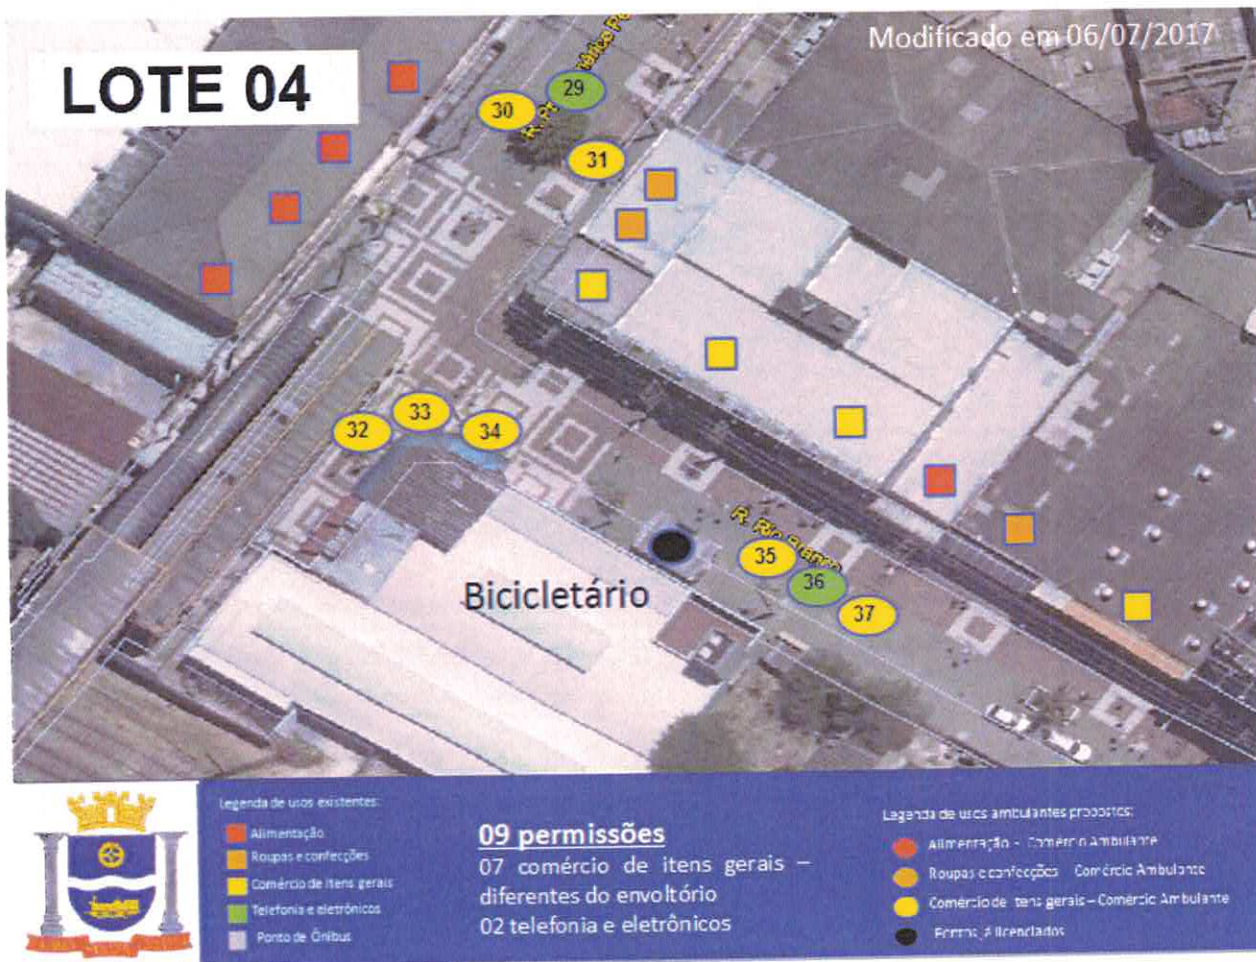 Modificado em 06/07/2017
LOTE 04
29
30
31
32
33
34
R. Rio Branco
35
36
37
Bicicletário
Legenda de usos existentes:
Alimentação
Roupas e confecções
Comércio de itens gerais
Telefonia e eletrônicos
Ponto de Ônibus
09 permissões
07 comércio de itens gerais –
diferentes do envoltório
02 telefonia e eletrônicos
Legenda de usos ambulantes propostos:
Alimentação - Comércio Ambulante
Roupas e confecções – Comércio Ambulante
Comércio de itens gerais – Comércio Ambulante
Pontos já licenciados